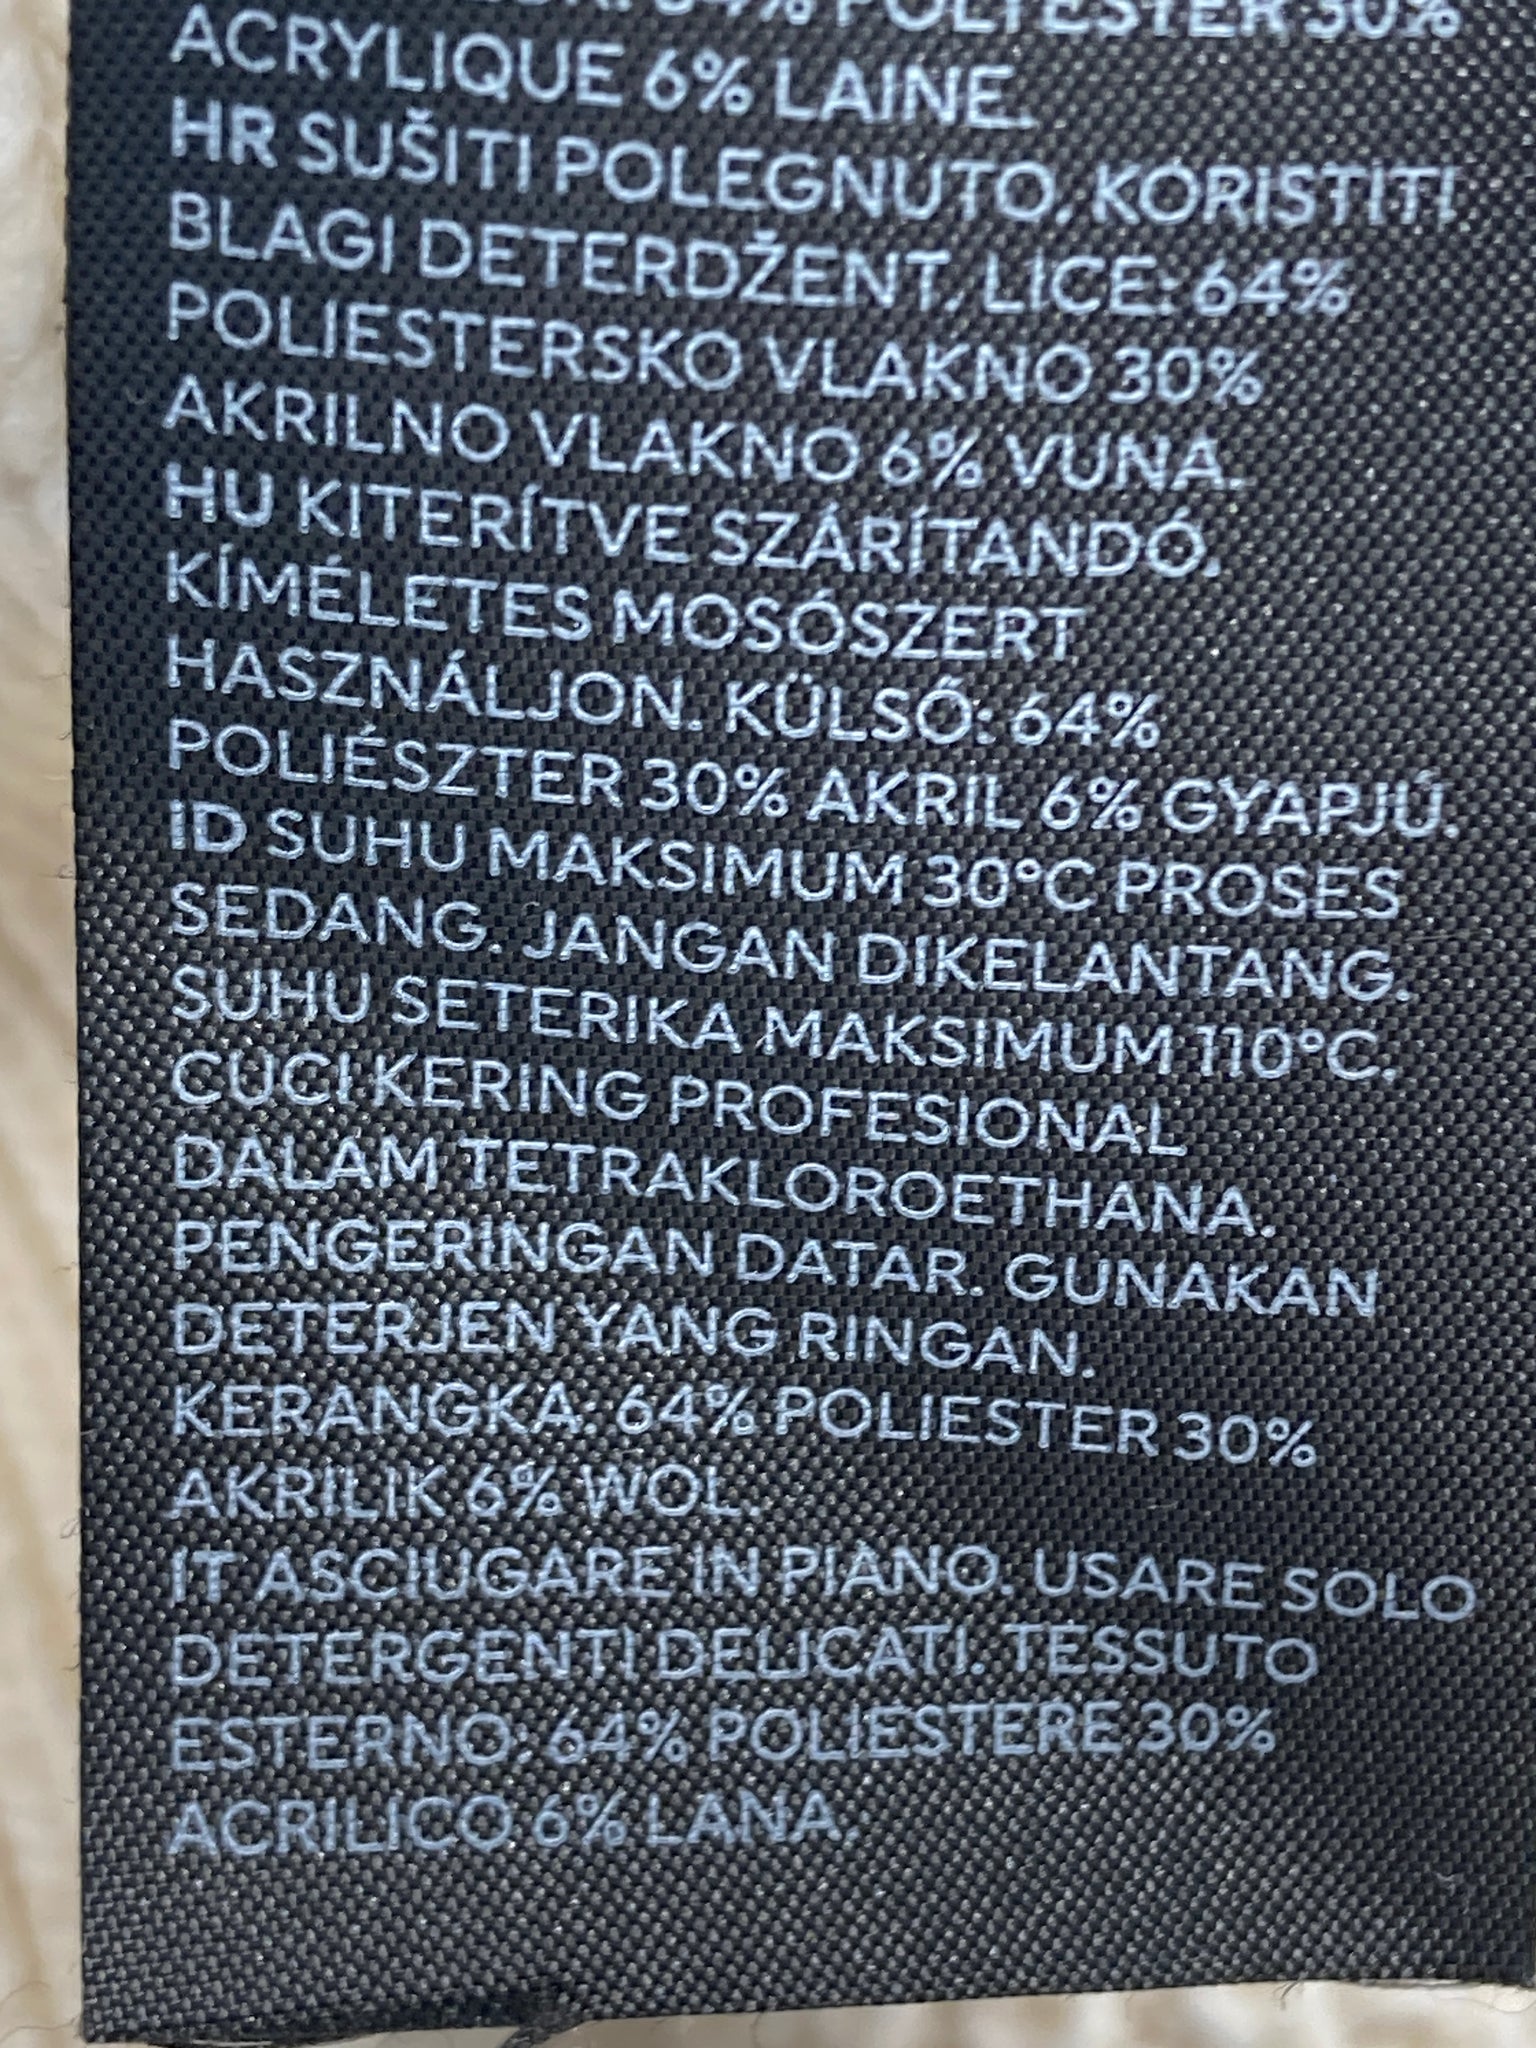 POLYESTER 30%
ACRYLIQUE 6% LAINE.
HR SUŠITI POLEGNUTO. KORISTITI
BLAGI DETERDŽENT. LICE: 64%
POLIESTERSKO VLAKNO 30%
AKRILNO VLAKNO 6% VUNA.
HU KITERÍTVE SZÁRÍTANDÓ.
KÍMÉLETES MOSÓSZERT
HASZNÁLJON. KÜLSŐ: 64%
POLIÉSZTER 30% AKRIL 6% GYAPJÚ.
ID SUHU MAKSIMUM 30°C PROSES
SEDANG. JANGAN DIKELANTANG.
SUHU SETERIKA MAKSIMUM 110°C.
CUCI KERING PROFESIONAL
DALAM TETRAKLOROETHANA.
PENGERINGAN DATAR. GUNAKAN
DETERJEN YANG RINGAN.
KERANGKA: 64% POLIESTER 30%
AKRILIK 6% WOL.
IT ASCIUGARE IN PIANO. USARE SOLO
DETERGENTI DELICATI. TESSUTO
ESTERNO: 64% POLIESTERE 30%
ACRILICO 6% LANA.